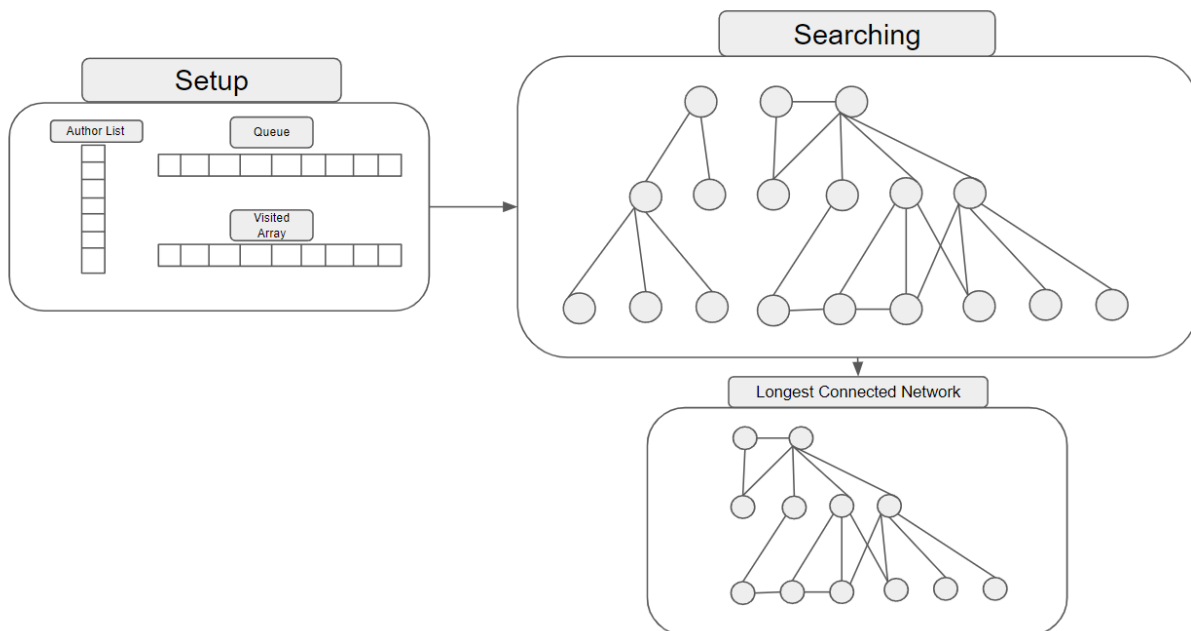 Setup
Author List
Queue
Visited
Array
Searching
Longest Connected Network